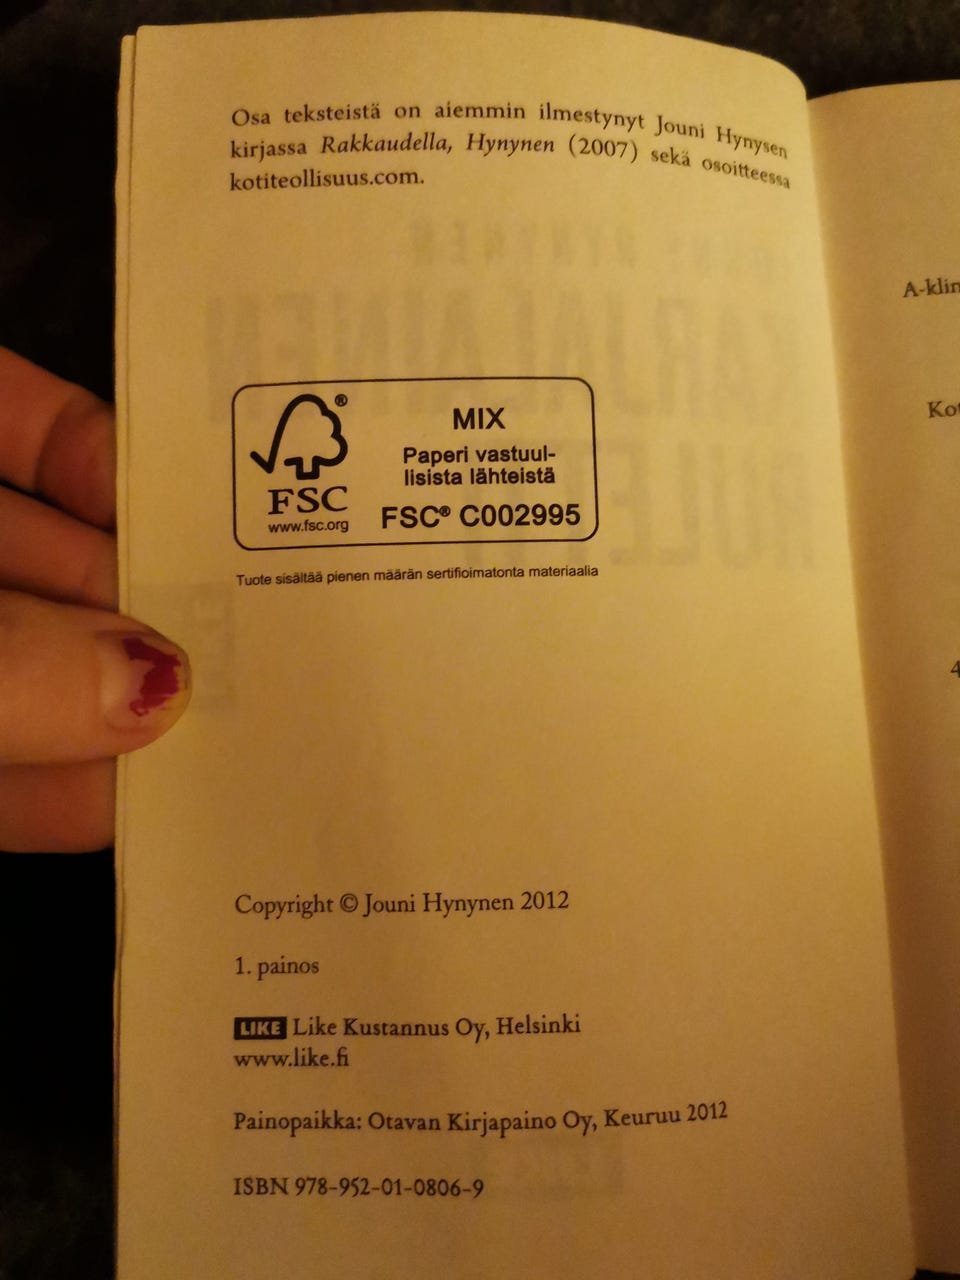 Osa teksteistä on aiemmin ilmestynyt Jouni Hynysen
kirjassa Rakkaudella, Hynynen (2007) sekä osoitteessa
kotiteollisuus.com.
FSC®
www.fsc.org
MIX
Paperi vastuul-
lisista lähteistä
FSC® C002995
Tuote sisältää pienen määrän sertifioimatonta materiaalia
Copyright © Jouni Hynynen 2012
1. painos
LIKE Like Kustannus Oy, Helsinki
www.like.fi
Painopaikka: Otavan Kirjapaino Oy, Keuruu 2012
ISBN 978-952-01-0806-9
A-klin
Kot
4